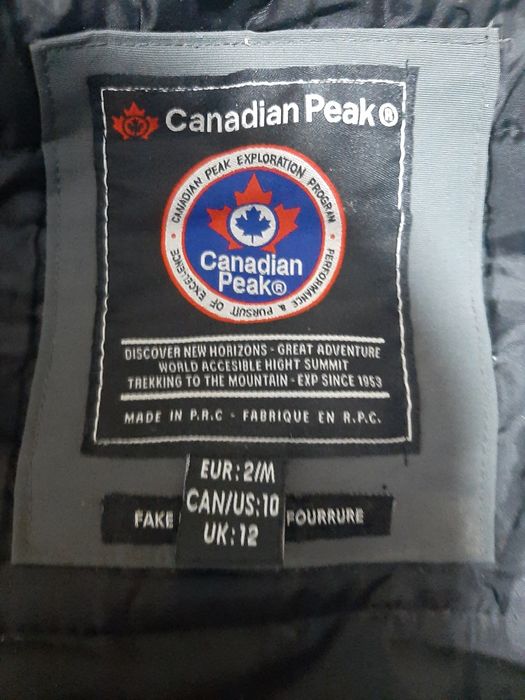 Canadian Peak®
CANADIAN PEAK EXPLORATION PROGRAM
Canadian
Peak®
• PERFORMANCE & PURSUIT OF EXCELLENCE •
DISCOVER NEW HORIZONS - GREAT ADVENTURE
WORLD ACCESIBLE HIGHT SUMMIT
TREKKING TO THE MOUNTAIN - EXP SINCE 1953
MADE IN P.R.C - FABRIQUE EN R.P.C.
EUR: 2/M
CAN/US: 10
UK: 12
FAKE
FOURRURE